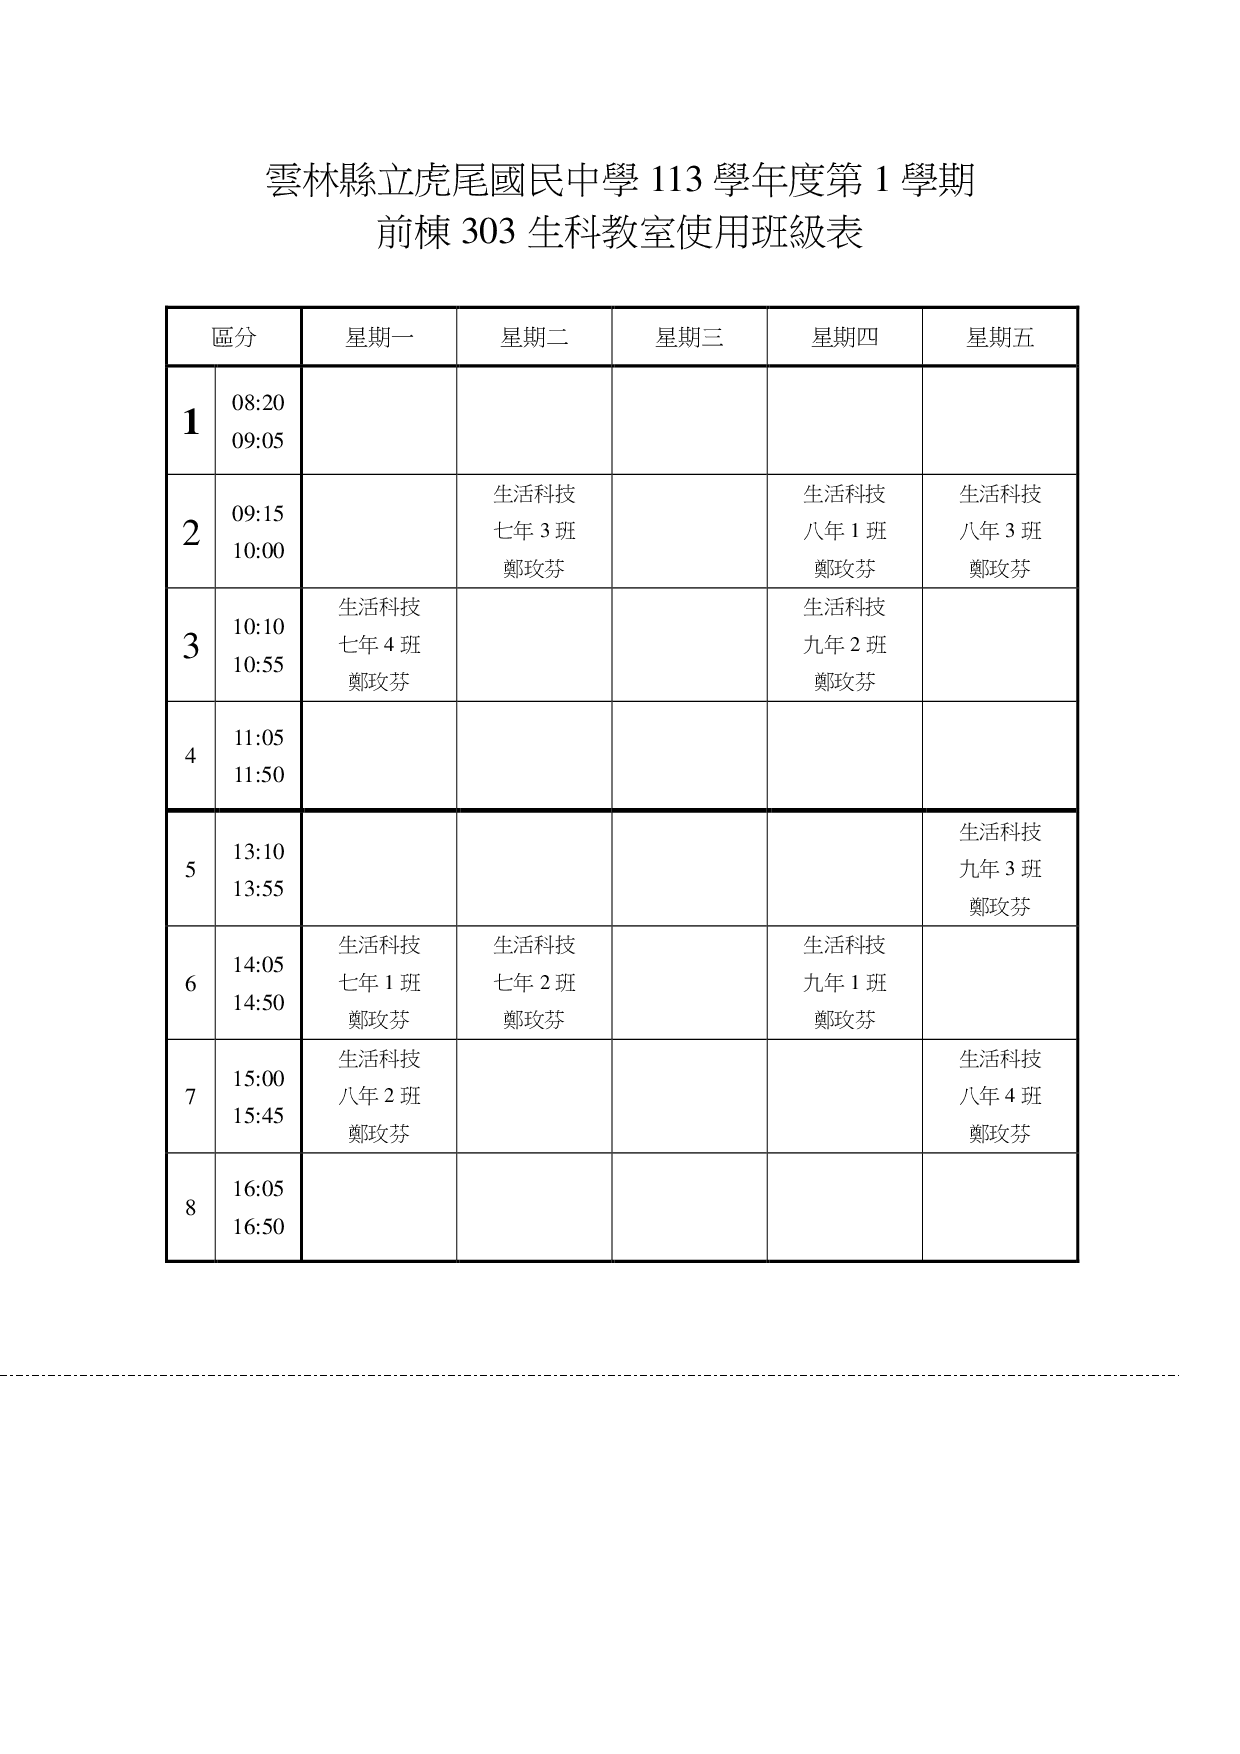 雲林縣立虎尾國民中學 113 學年度第 1 學期
前棟 303 生科教室使用班級表
區分 星期一 星期二 星期三 星期四 星期五
1
08:20
09:05
2
09:15
10:00
生活科技
七年 3 班
鄭玫芬
生活科技
八年 1 班
鄭玫芬
生活科技
八年 3 班
鄭玫芬
3
10:10
10:55
生活科技
七年 4 班
鄭玫芬
生活科技
九年 2 班
鄭玫芬
4
11:05
11:50
5
13:10
13:55
生活科技
九年 3 班
鄭玫芬
6
14:05
14:50
生活科技
七年 1 班
鄭玫芬
生活科技
七年 2 班
鄭玫芬
生活科技
九年 1 班
鄭玫芬
7
15:00
15:45
生活科技
八年 2 班
鄭玫芬
生活科技
八年 4 班
鄭玫芬
8
16:05
16:50